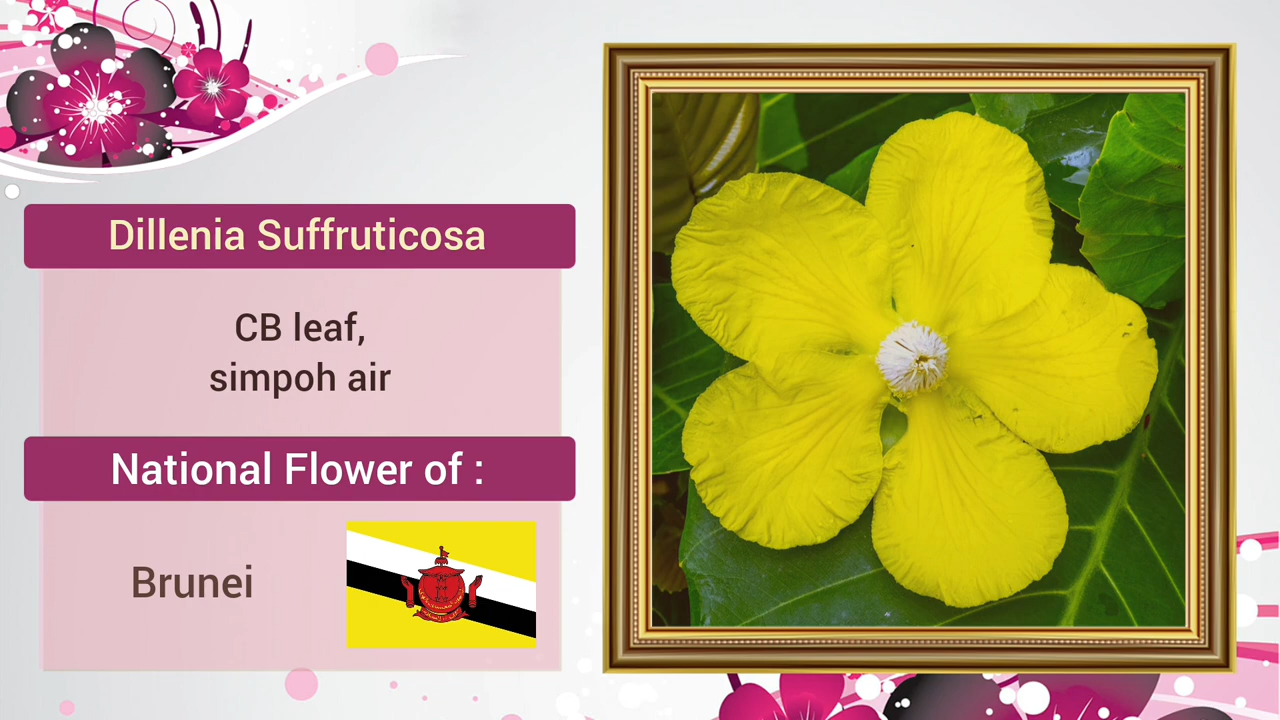 Dillenia Suffruticosa
CB leaf,
simpoh air
National Flower of :
Brunei